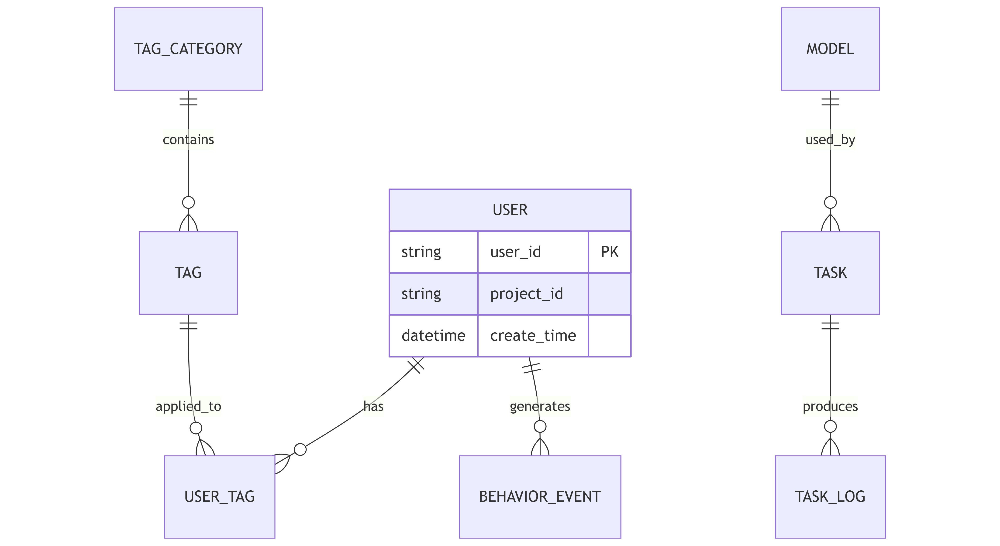 TAG_CATEGORY
MODEL
contains
used_by
USER
string user_id PK
string project_id
datetime create_time
TAG
TASK
applied_to
has
generates
produces
USER_TAG
BEHAVIOR_EVENT
TASK_LOG